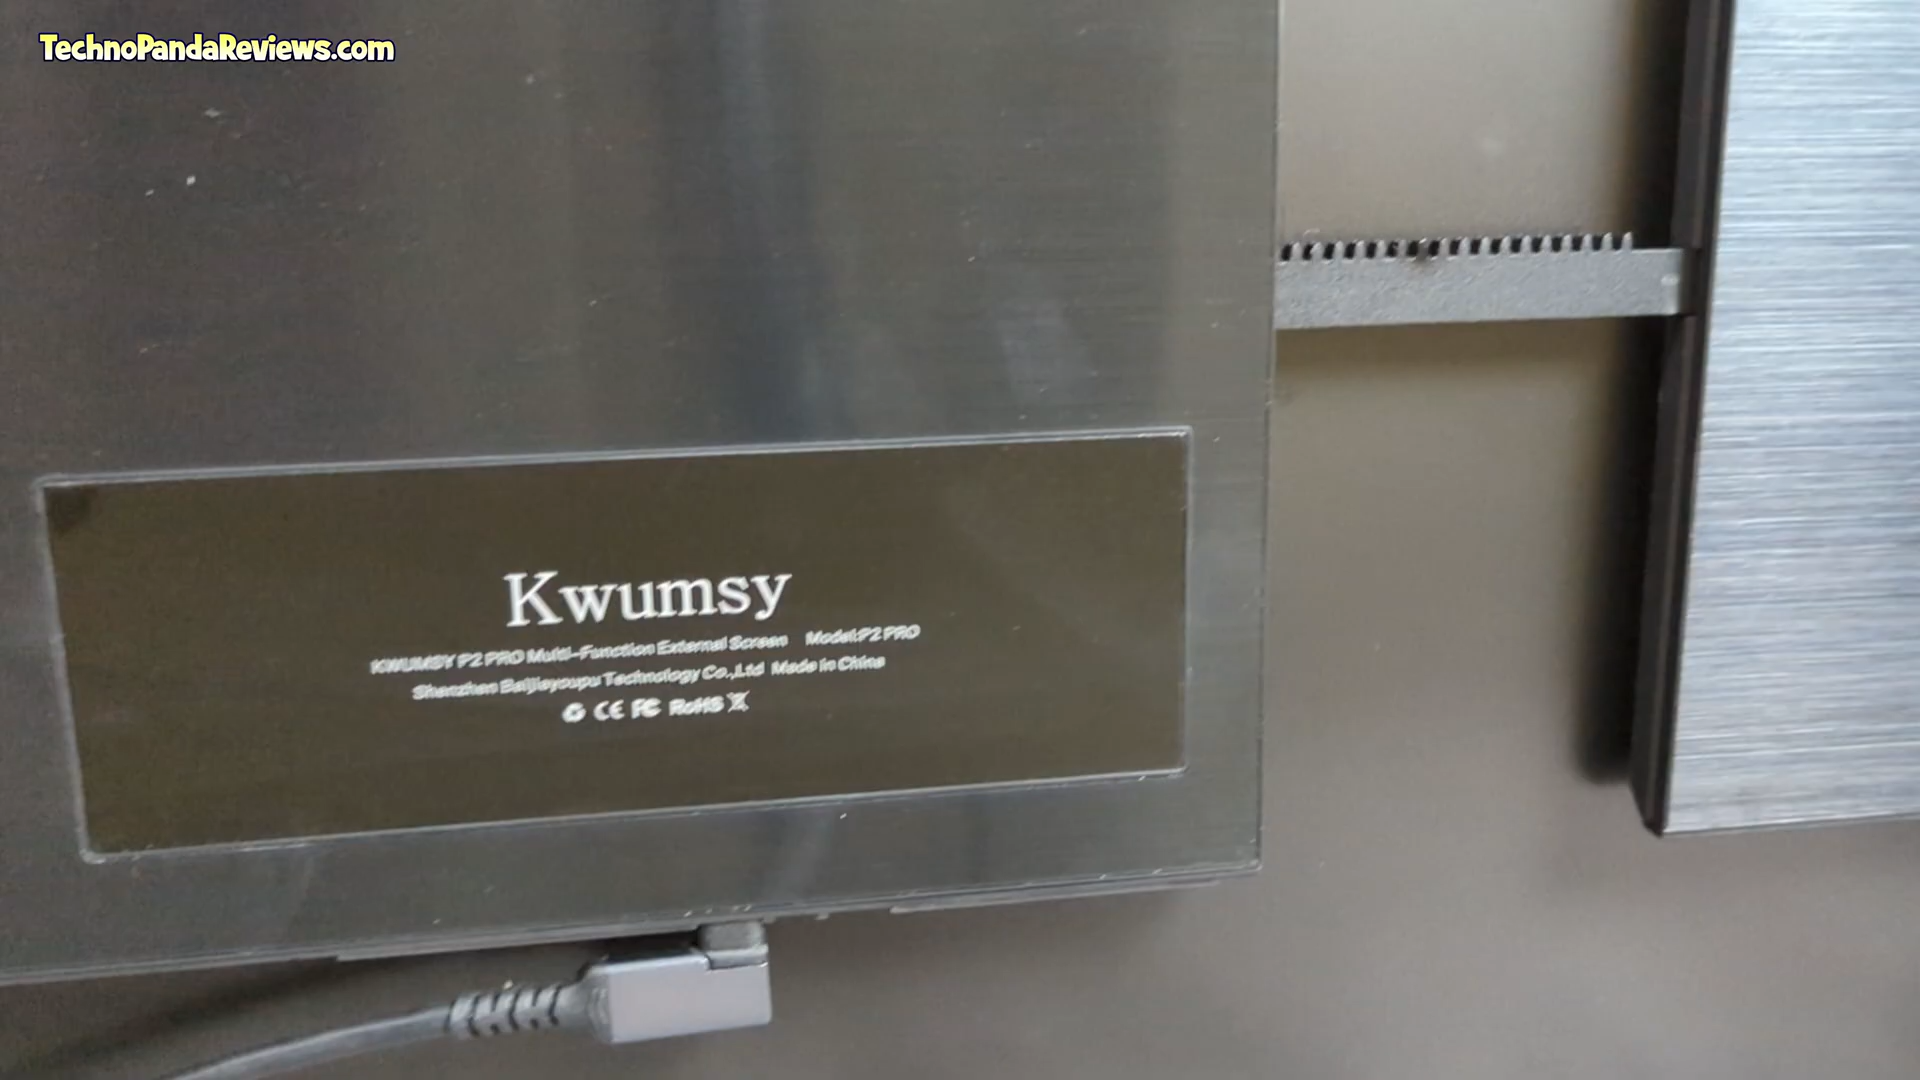 TechnoPandaReviews.com
Kwumsy
KWUMSY P2 PRO Multi-Function External Screen Model:P2 PRO
Shenzhen Baijiayoupu Technology Co.,Ltd Made in China
CE FC RoHS